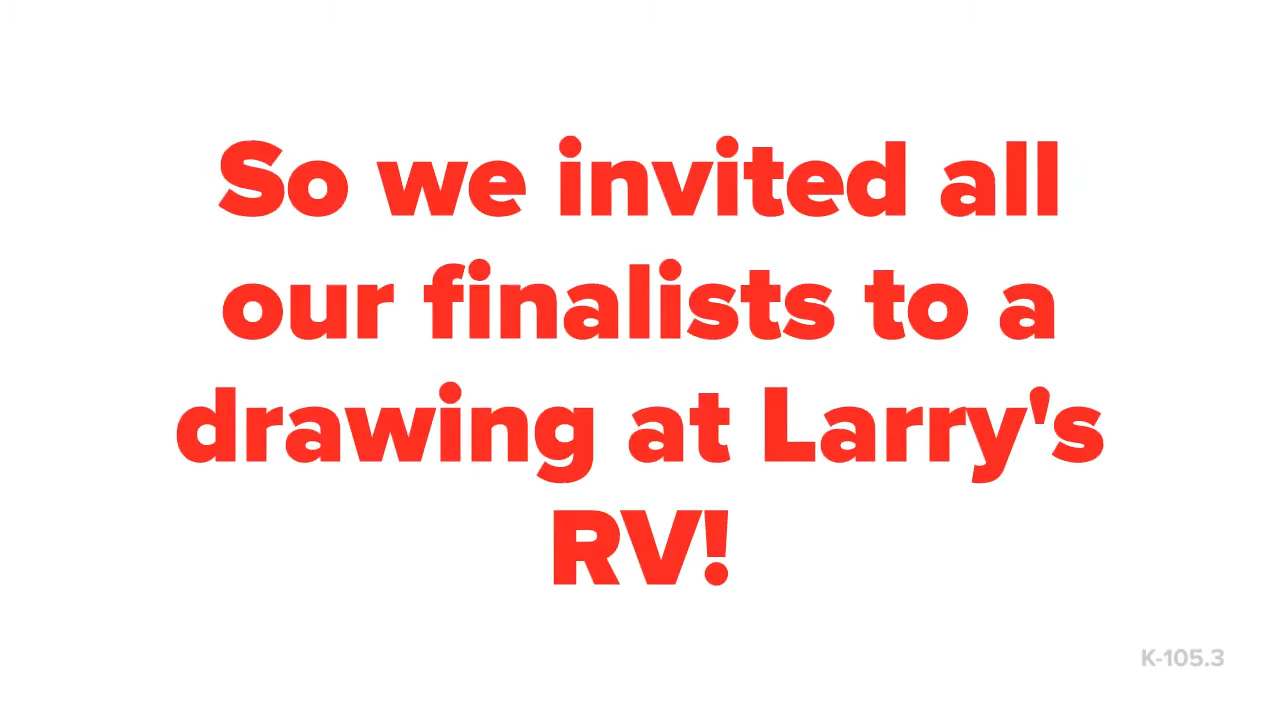 So we invited all
our finalists to a
drawing at Larry's
RV!
K-105.3